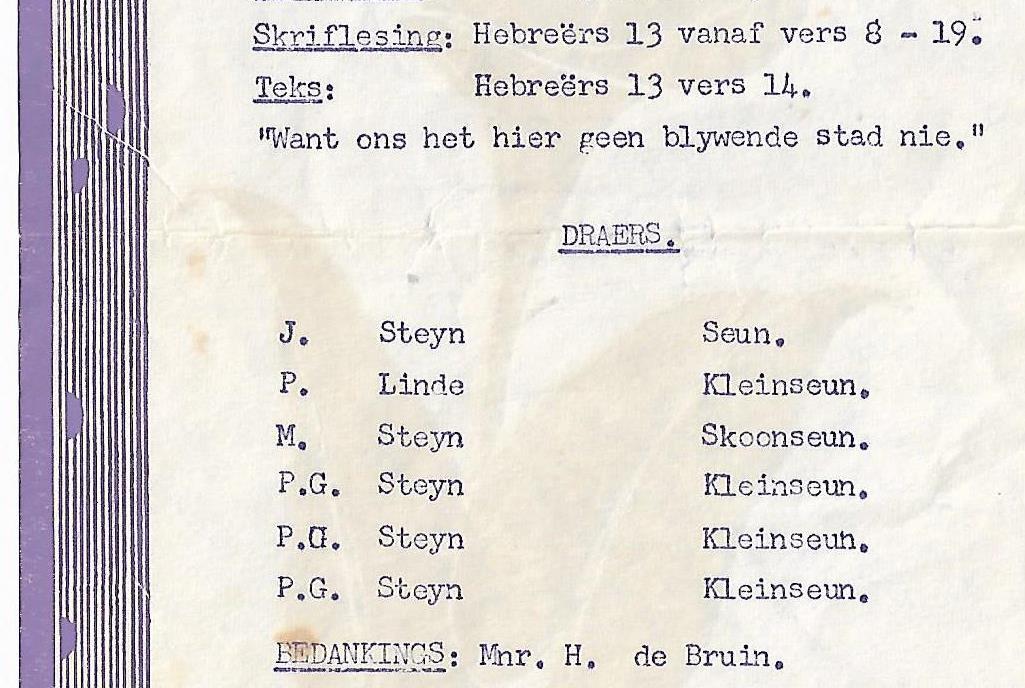 Skriflesing: Hebreërs 13 vanaf vers 8 - 19.
Teks: Hebreërs 13 vers 14.
"Want ons het hier geen blywende stad nie."
DRAERS.
J. Steyn Seun.
P. Linde Kleinseun.
M. Steyn Skoonseun.
P.G. Steyn Kleinseun.
P.G. Steyn Kleinseun.
P.G. Steyn Kleinseun.
BEDANKINGS: Mnr. H. de Bruin.